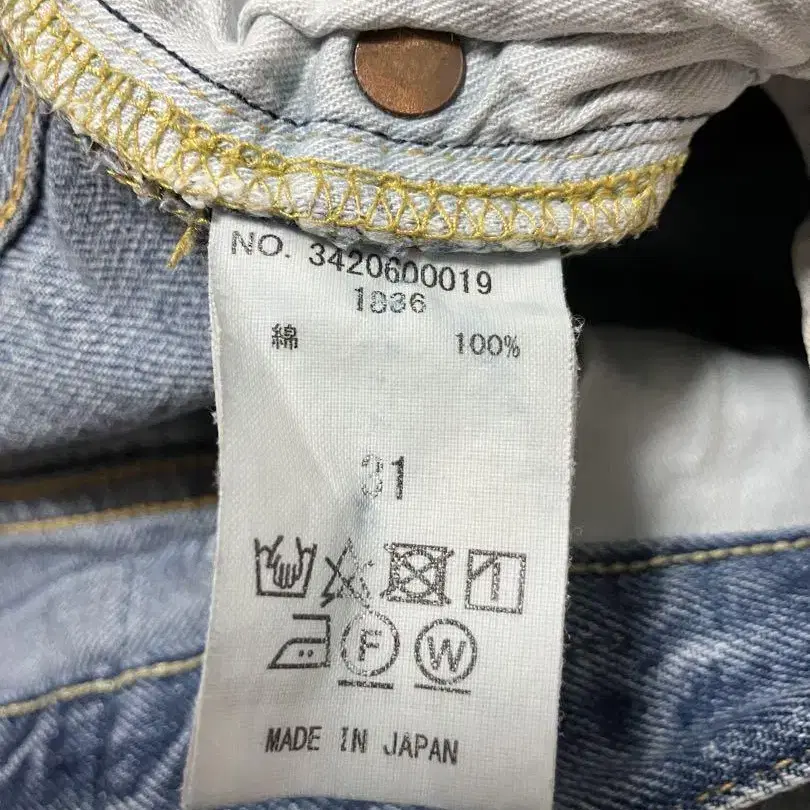 NO. 3420600019
1836
綿 100%
31
F W
MADE IN JAPAN